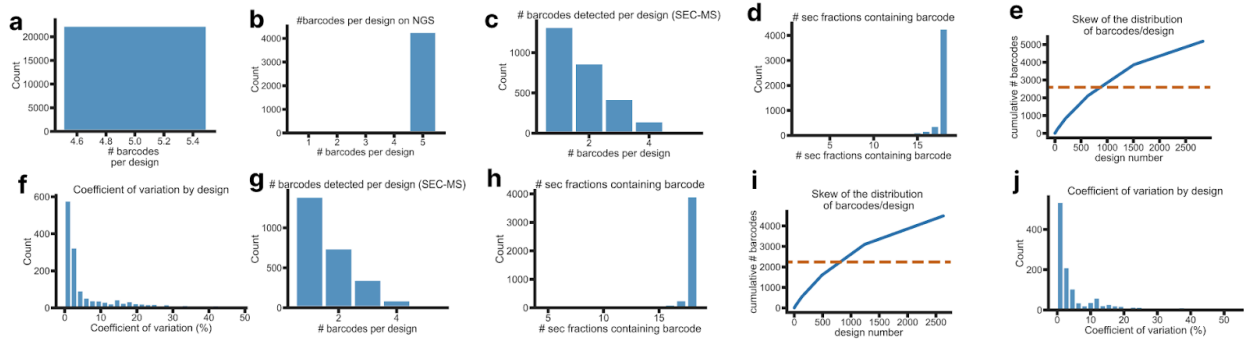 a
20000
15000
10000
5000
0
Count
4.6 4.8 5.0 5.2 5.4
# barcodes
per design
b
#barcodes per design on NGS
4000
3000
2000
1000
0
Count
1 2 3 4 5
# barcodes per design
c
# barcodes detected per design (SEC-MS)
1000
500
0
Count
2 4
# barcodes per design
d
# sec fractions containing barcode
4000
3000
2000
1000
0
Count
5 10 15
# sec fractions containing barcode
e
Skew of the distribution
of barcodes/design
5000
4000
3000
2000
1000
0
cumulative # barcodes
0 500 1000 1500 2000 2500
design number
f
Coefficient of variation by design
600
400
200
0
Count
0 10 20 30 40 50
Coefficient of variation (%)
g
# barcodes detected per design (SEC-MS)
1000
500
0
Count
2 4
# barcodes per design
h
# sec fractions containing barcode
4000
3000
2000
1000
0
Count
5 10 15
# sec fractions containing barcode
i
Skew of the distribution
of barcodes/design
4000
3000
2000
1000
0
cumulative # barcodes
0 500 1000 1500 2000 2500
design number
j
Coefficient of variation by design
400
200
0
Count
0 10 20 30 40 50
Coefficient of variation (%)